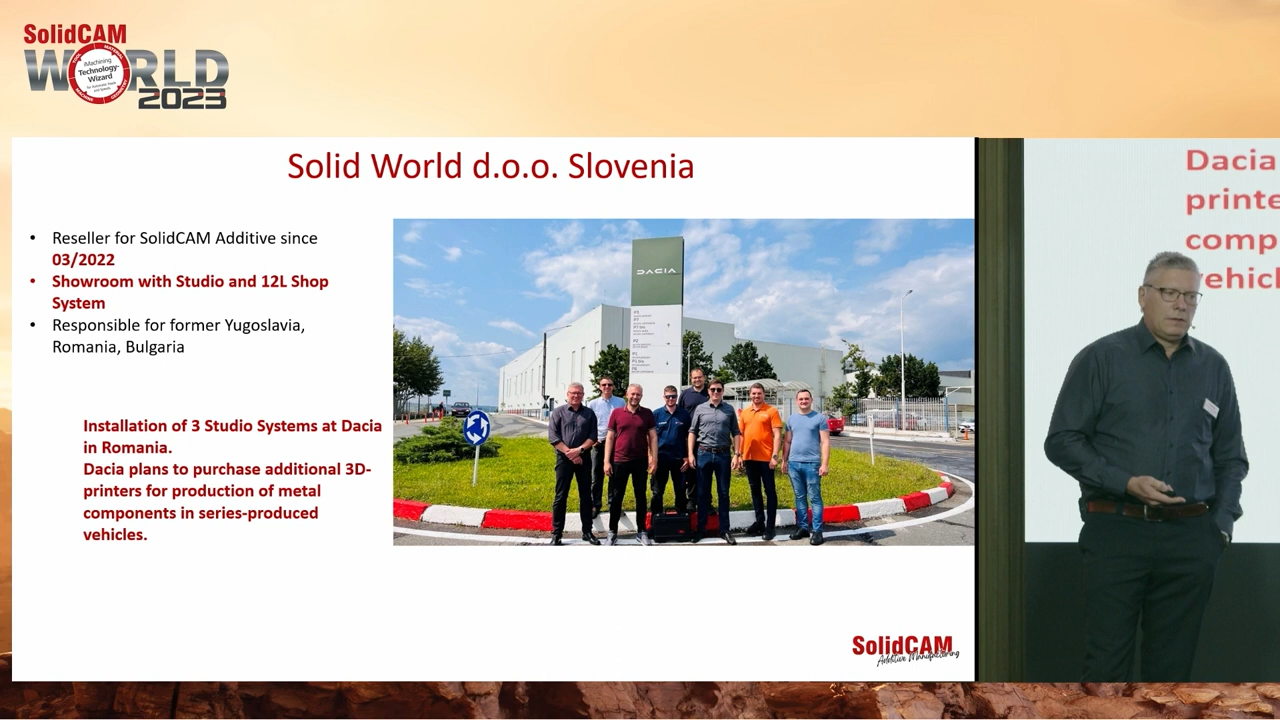 SolidCAM
WORLD
iMachining
Technology-
Wizard
2023
Solid World d.o.o. Slovenia
• Reseller for SolidCAM Additive since
03/2022
• Showroom with Studio and 12L Shop
System
• Responsible for former Yugoslavia,
Romania, Bulgaria
Installation of 3 Studio Systems at Dacia
in Romania.
Dacia plans to purchase additional 3D-
printers for production of metal
components in series-produced
vehicles.
DACIA
SolidCAM
Additive Manufacturing
Dacia
printe
comp
vehicl